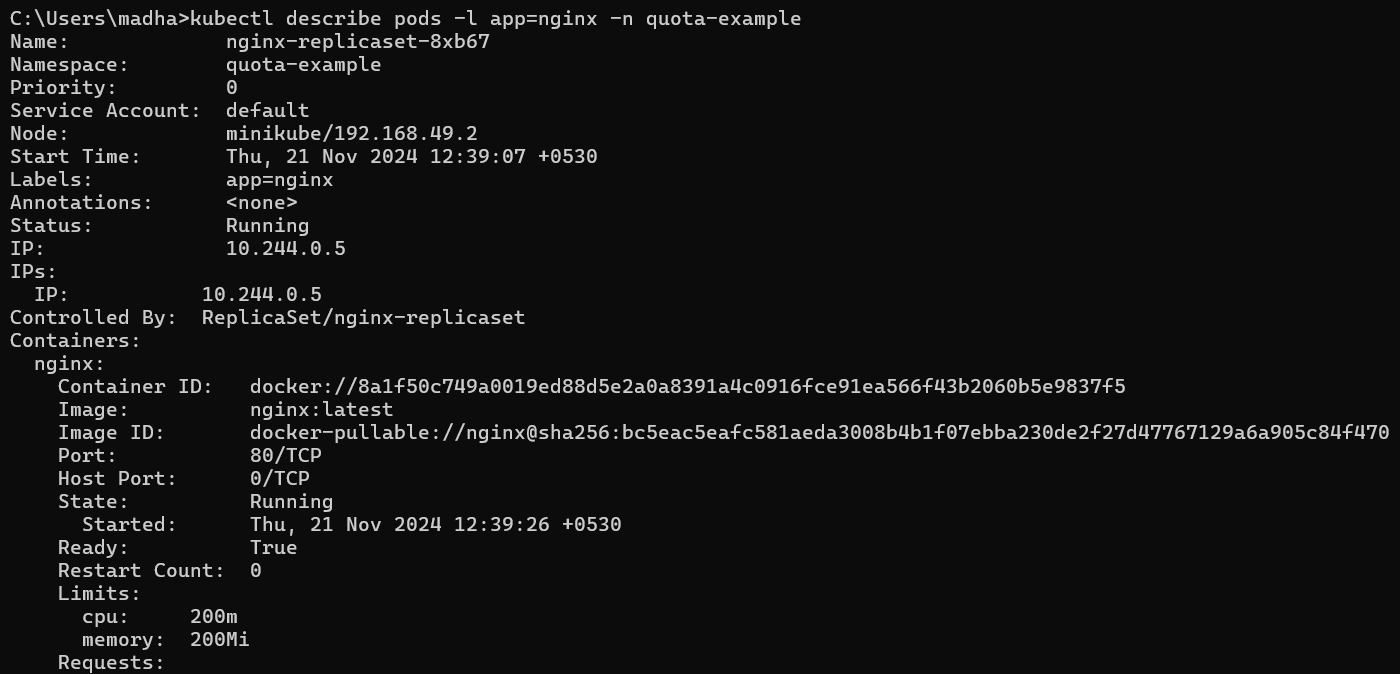 C:\Users\madha>kubectl describe pods -l app=nginx -n quota-example
Name:             nginx-replicaset-8xb67
Namespace:        quota-example
Priority:         0
Service Account:  default
Node:             minikube/192.168.49.2
Start Time:       Thu, 21 Nov 2024 12:39:07 +0530
Labels:           app=nginx
Annotations:      <none>
Status:           Running
IP:               10.244.0.5
IPs:
  IP:           10.244.0.5
Controlled By:  ReplicaSet/nginx-replicaset
Containers:
  nginx:
    Container ID:   docker://8a1f50c749a0019ed88d5e2a0a8391a4c0916fce91ea566f43b2060b5e9837f5
    Image:          nginx:latest
    Image ID:       docker-pullable://nginx@sha256:bc5eac5eafc581aeda3008b4b1f07ebba230de2f27d47767129a6a905c84f470
    Port:           80/TCP
    Host Port:      0/TCP
    State:          Running
      Started:      Thu, 21 Nov 2024 12:39:26 +0530
    Ready:          True
    Restart Count:  0
    Limits:
      cpu:     200m
      memory:  200Mi
    Requests: